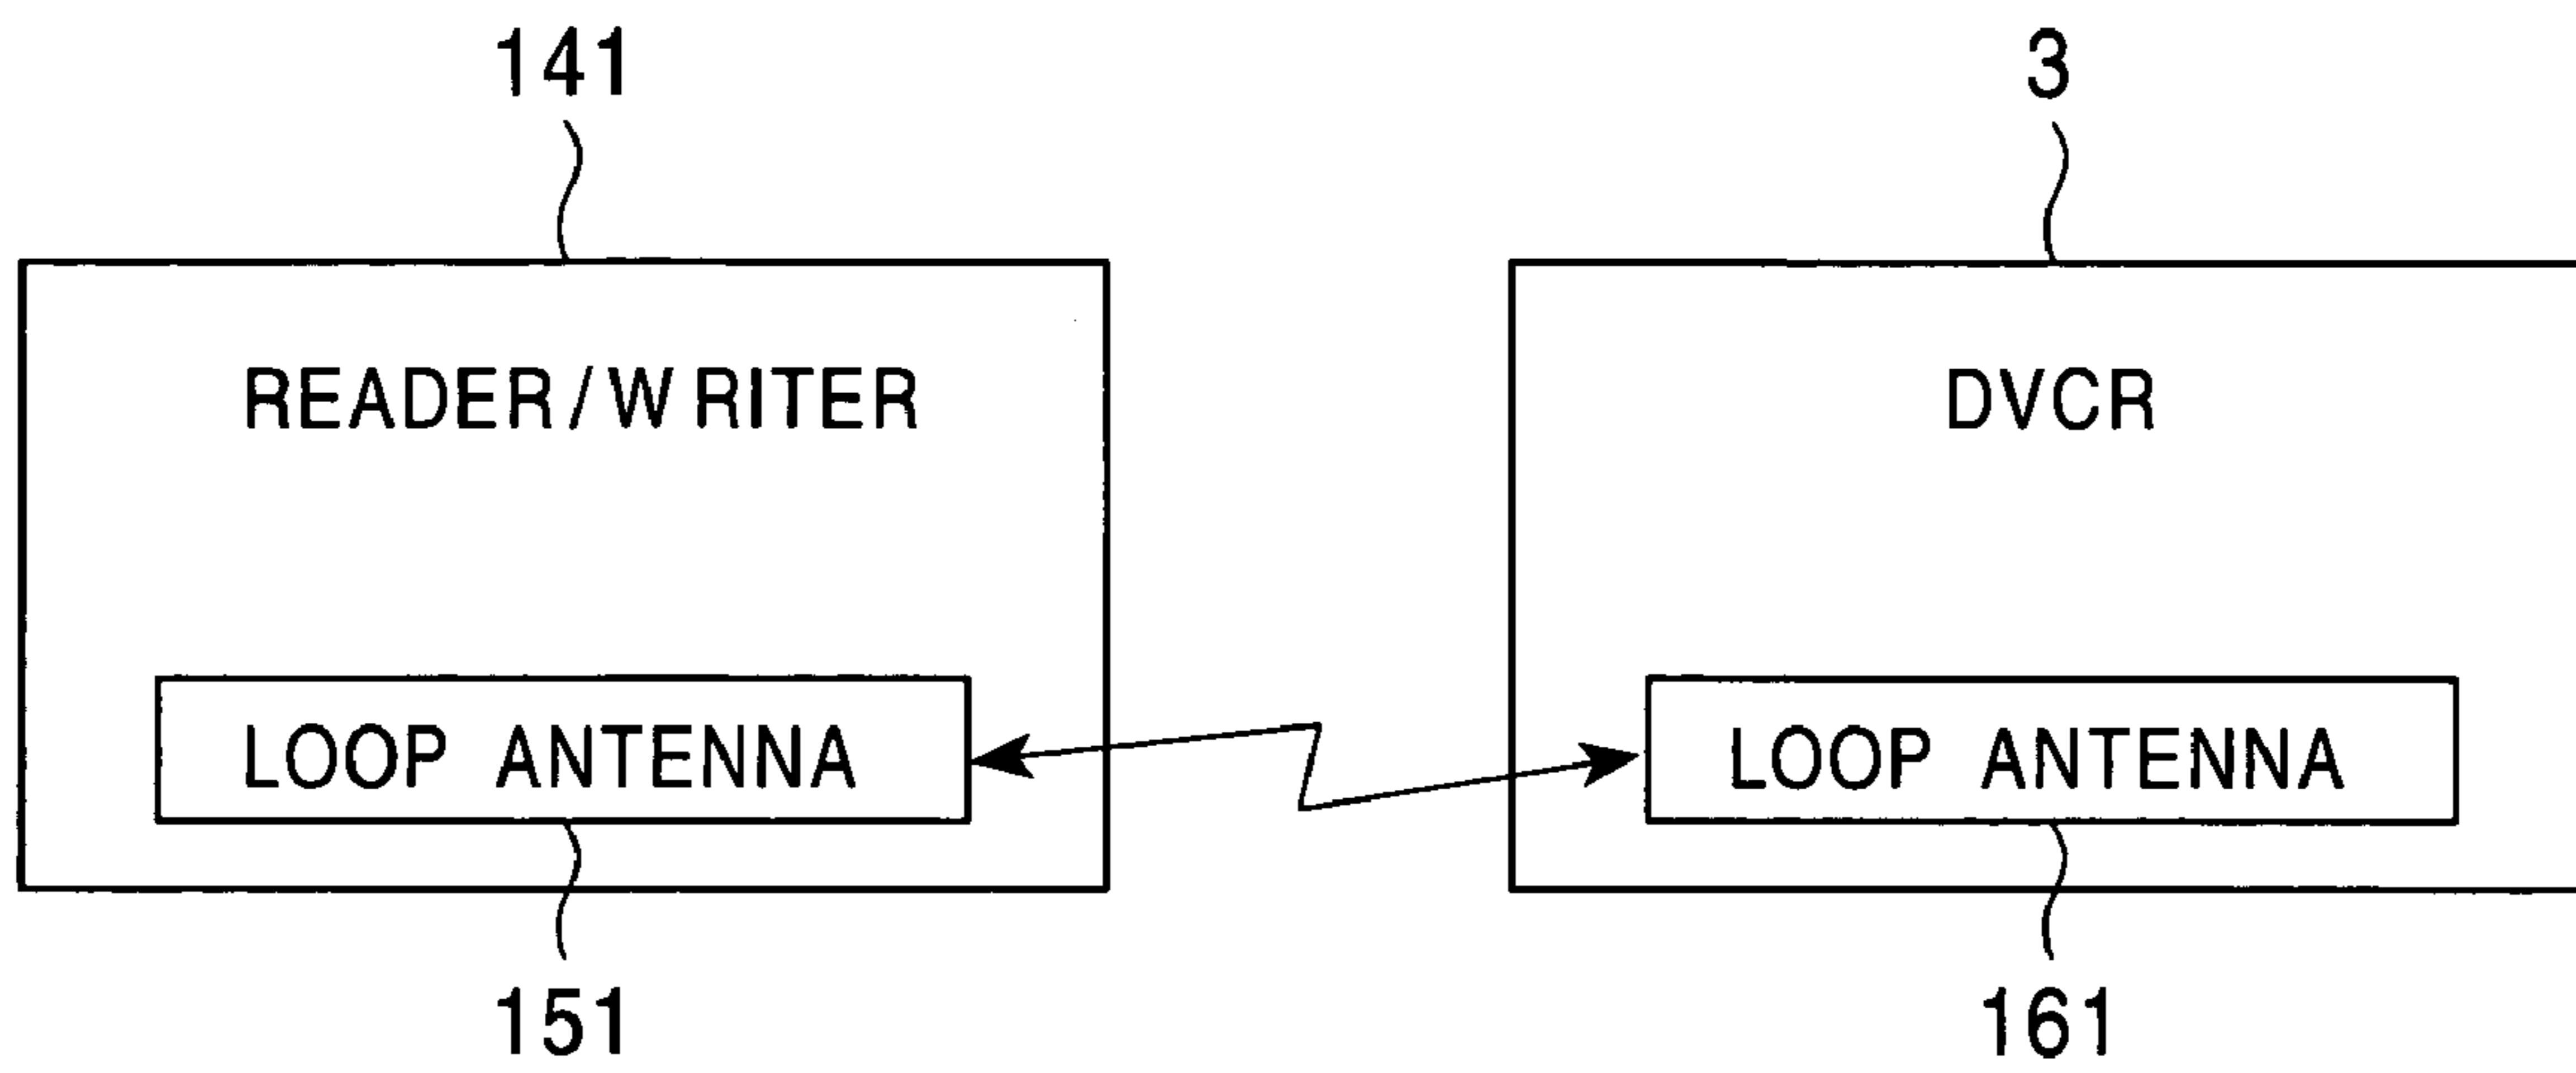 141
3
READER/WRITER
DVCR
LOOP ANTENNA
LOOP ANTENNA
151
161